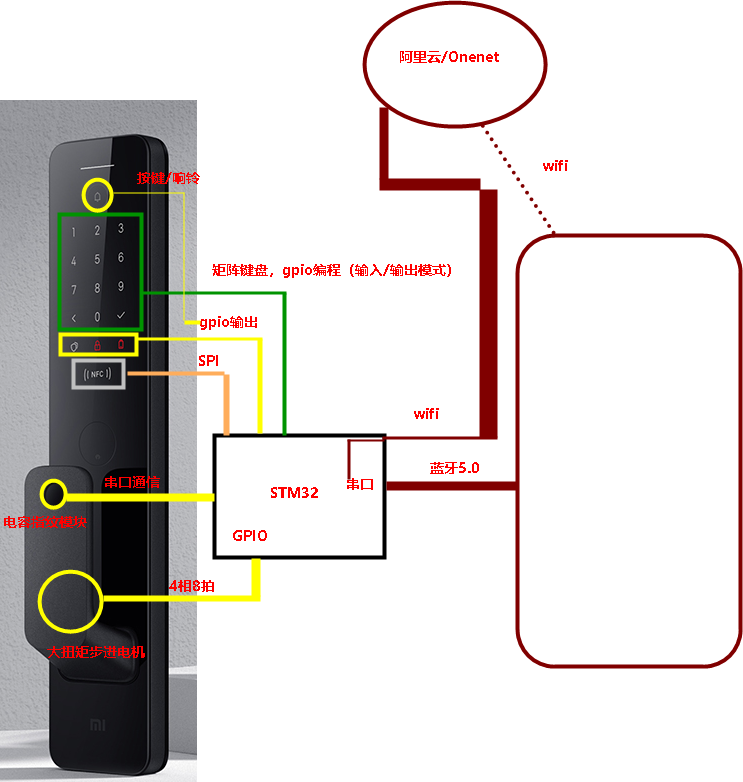 阿里云/Onenet
wifi
按键/响铃
1 2 3
4 5 6
7 8 9
0
矩阵键盘，gpio编程（输入/输出模式）
gpio输出
SPI
NFC
wifi
蓝牙5.0
串口
STM32
串口通信
电容指纹模块
GPIO
4相8拍
大扭矩步进电机
mi